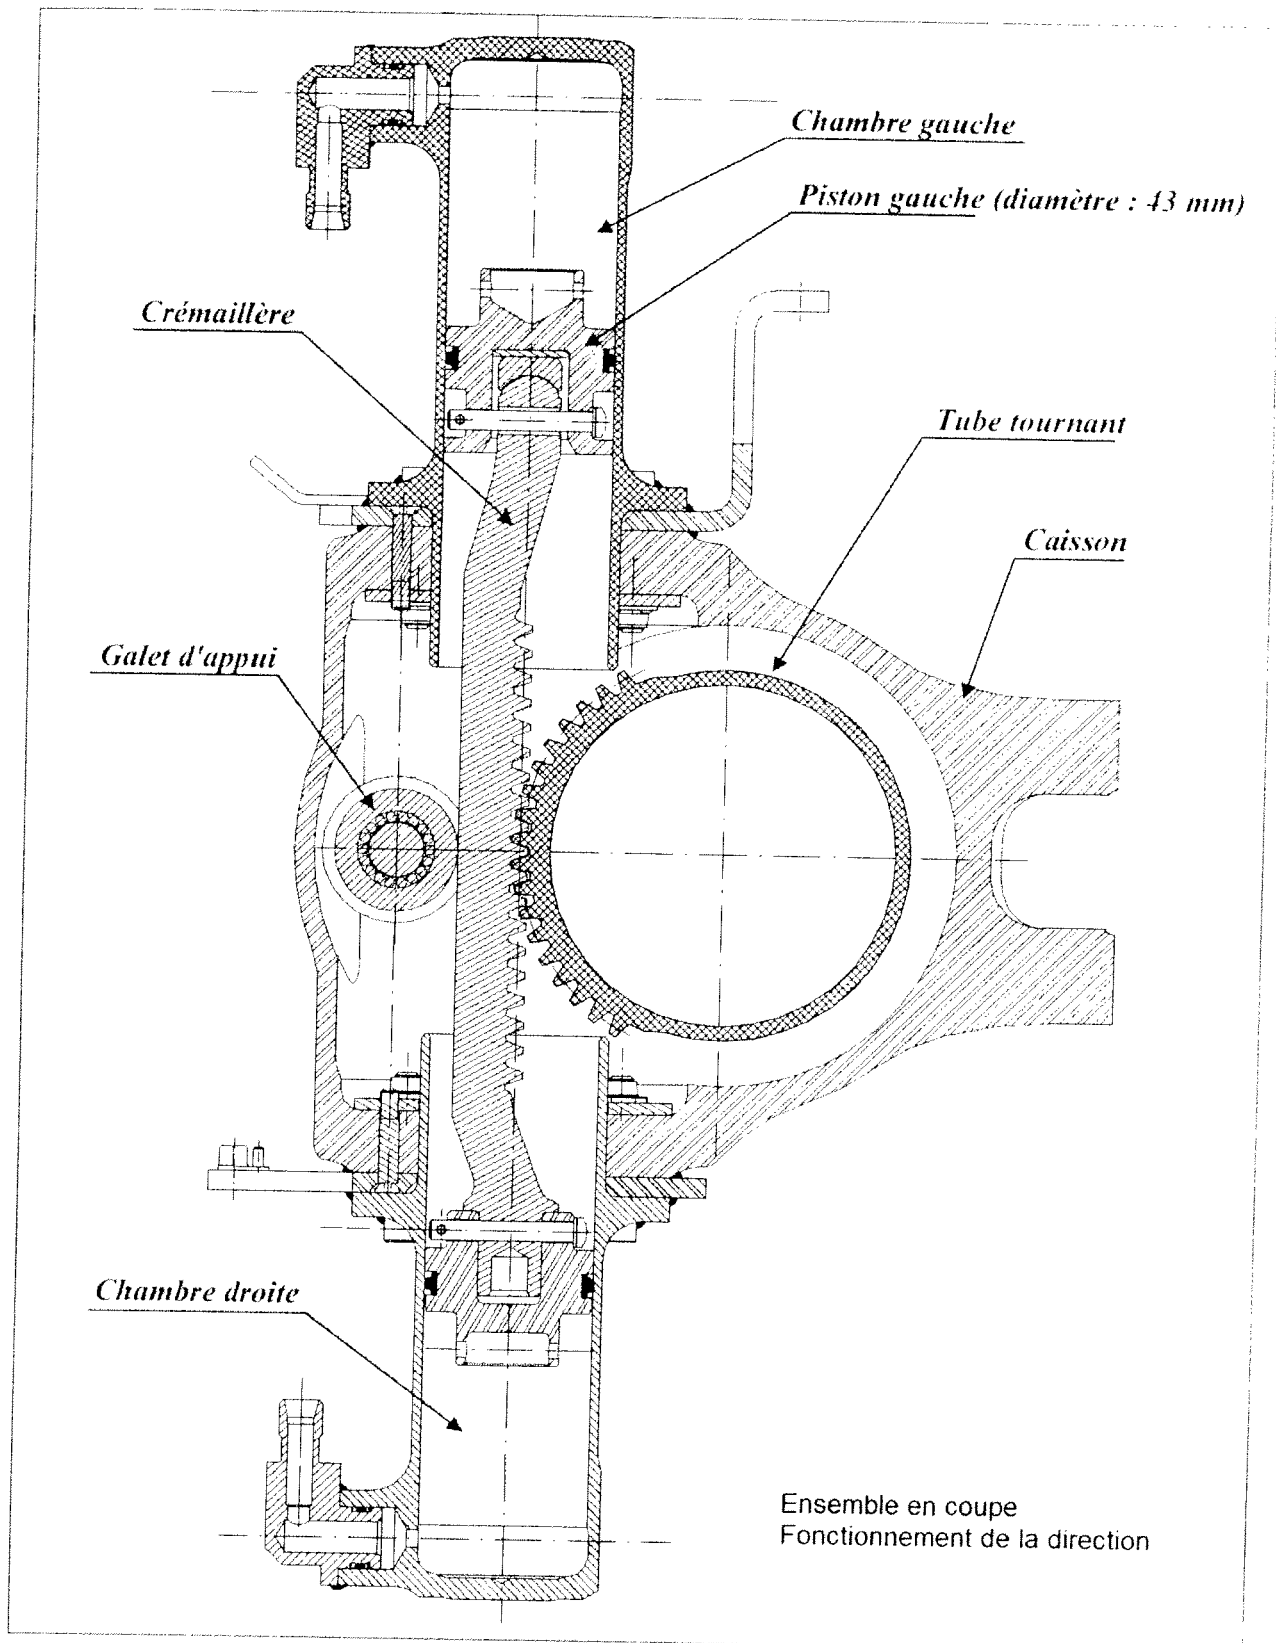 Chambre gauche
Piston gauche (diamètre : 43 mm)
Crémaillère
Tube tournant
Caisson
Galet d'appui
Chambre droite
Ensemble en coupe
Fonctionnement de la direction